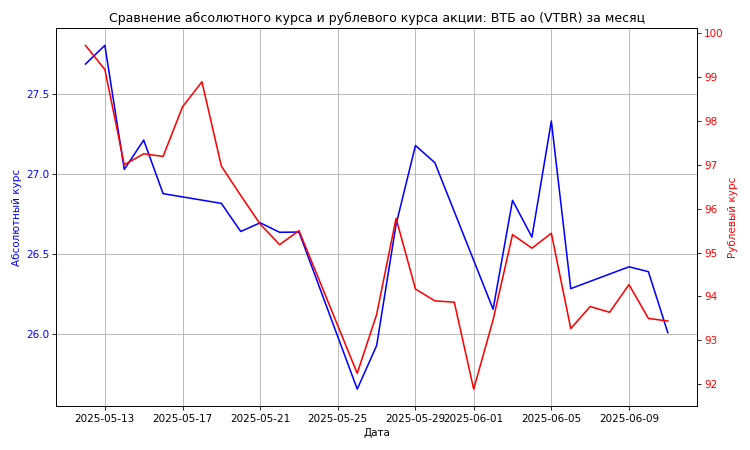 Сравнение абсолютного курса и рублевого курса акции: ВТБ ао (VTBR) за месяц
Абсолютный курс
27.5
27.0
26.5
26.0
100
99
98
97
96
95
94
93
92
Рублевый курс
2025-05-13 2025-05-17 2025-05-21 2025-05-25 2025-05-29 2025-06-01 2025-06-05 2025-06-09
Дата